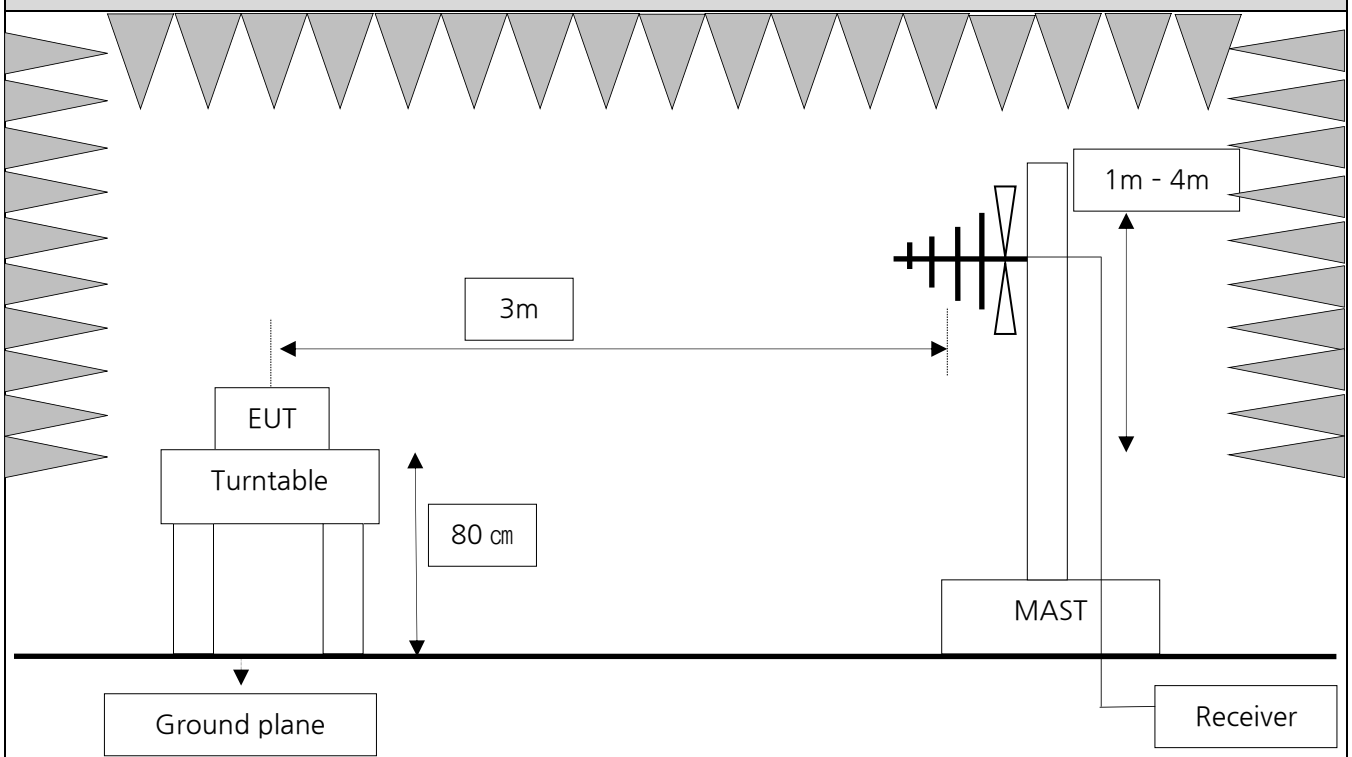 1m - 4m
3m
EUT
Turntable
80 ㎝
MAST
Ground plane
Receiver